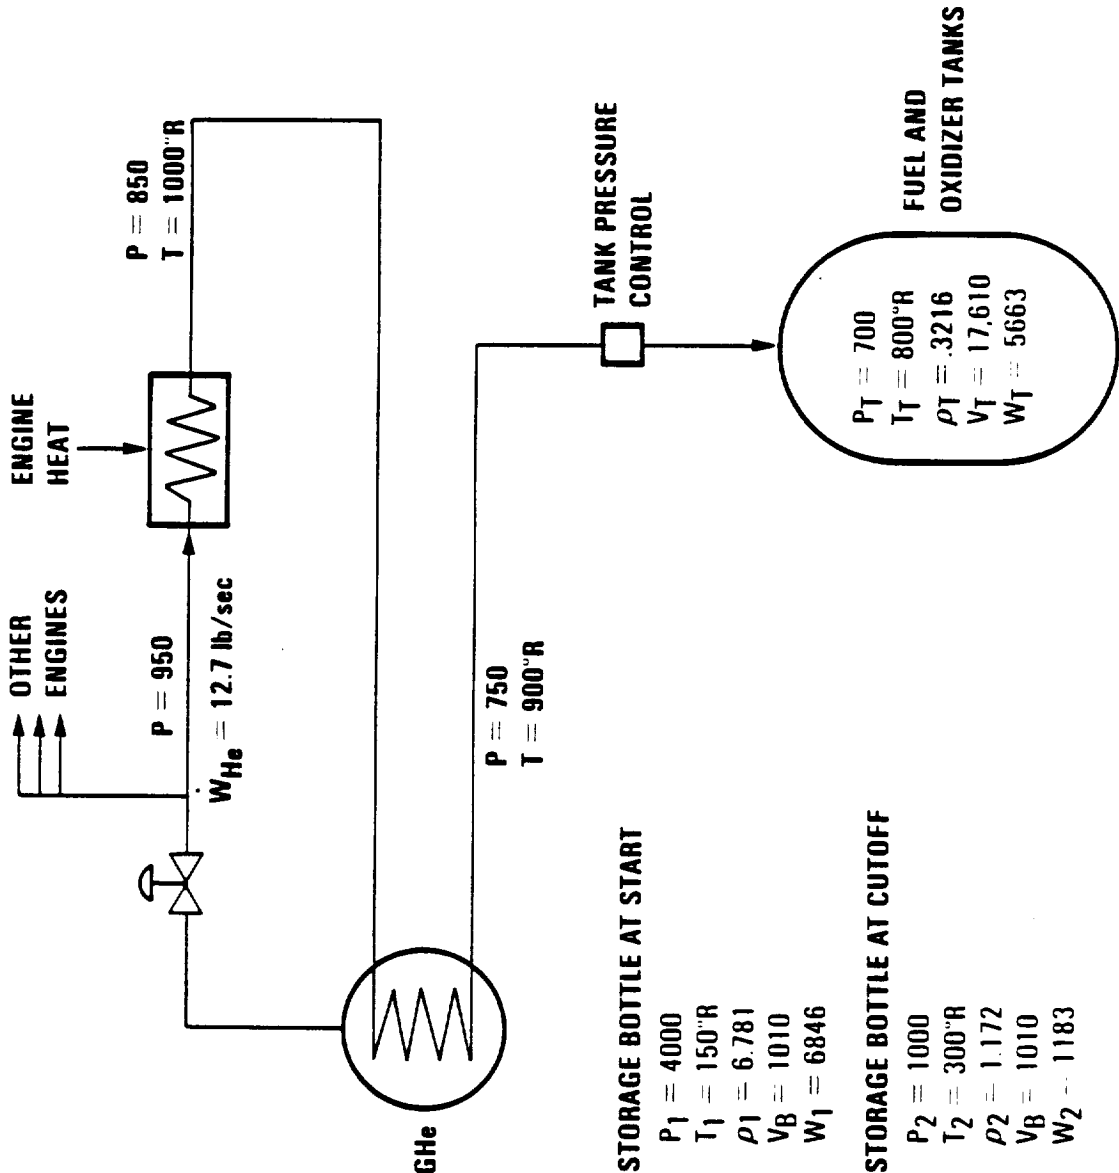 OTHER
ENGINES
ENGINE
HEAT
P = 950
ẆHe = 12.7 lb/sec
P = 850
T = 1000°R
GHe
P = 750
T = 900°R
TANK PRESSURE
CONTROL
PT = 700
TT = 800°R
ρT = .3216
VT = 17,610
WT = 5663
FUEL AND
OXIDIZER TANKS
STORAGE BOTTLE AT START
P1 = 4000
T1 = 150°R
ρ1 = 6.781
VB = 1010
W1 = 6846
STORAGE BOTTLE AT CUTOFF
P2 = 1000
T2 = 300°R
ρ2 = 1.172
VB = 1010
W2 = 1183